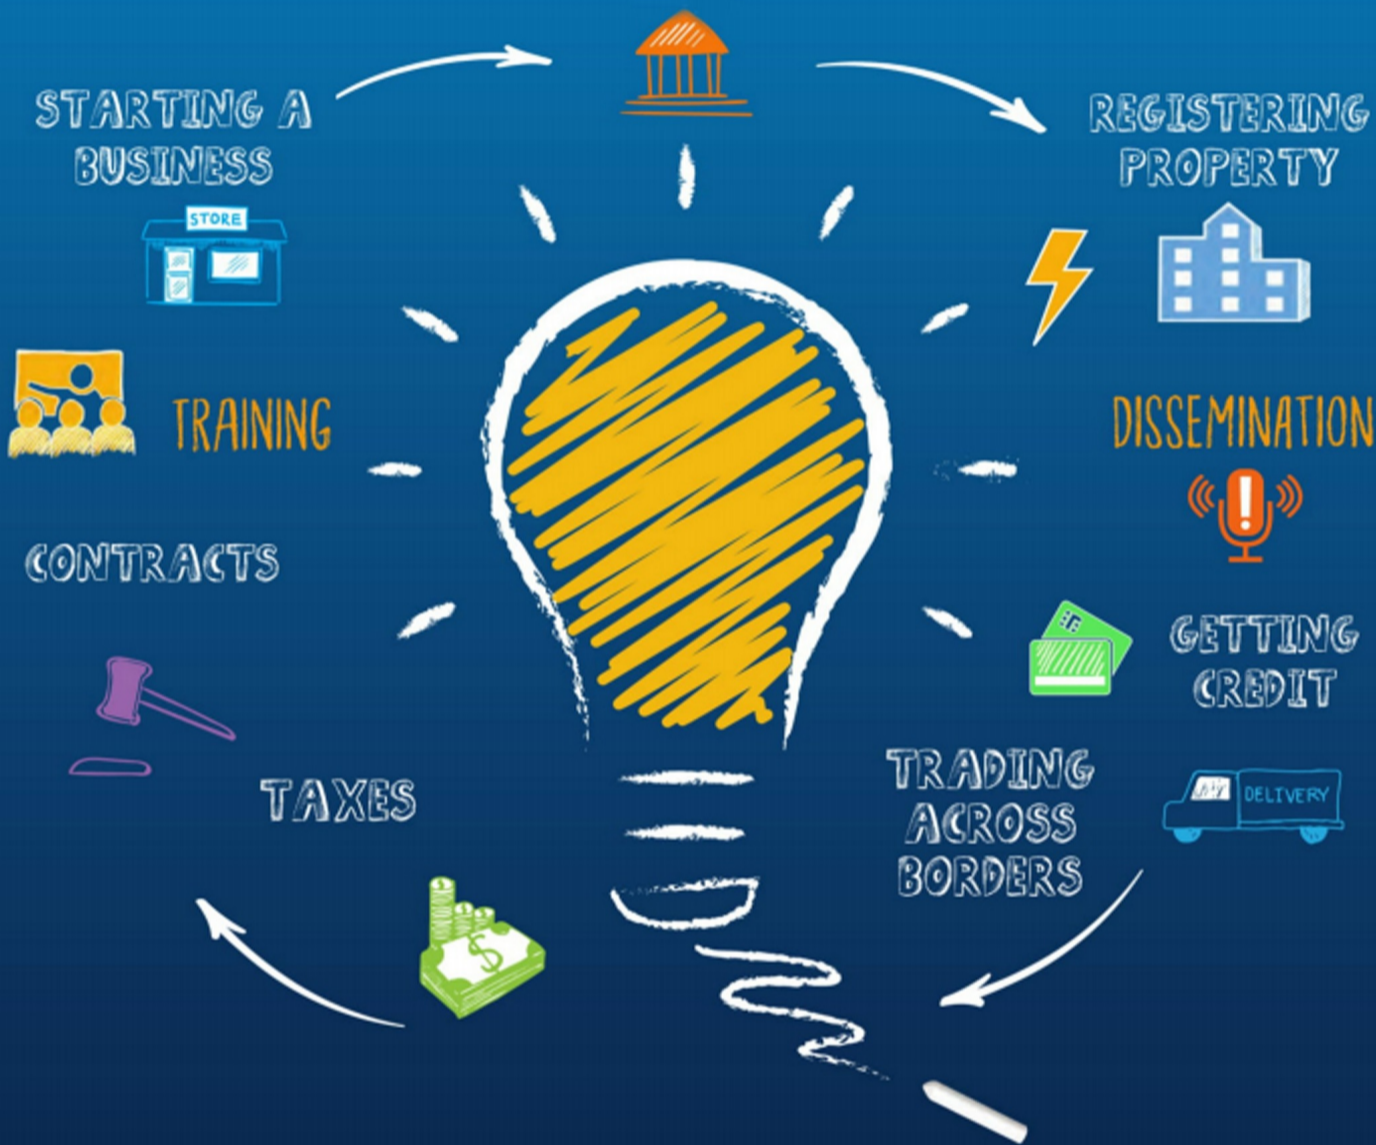 STARTING A
BUSINESS
STORE
TRAINING
CONTRACTS
TAXES
REGISTERING
PROPERTY
DISSEMINATION
GETTING
CREDIT
TRADING
ACROSS
BORDERS
DELIVERY